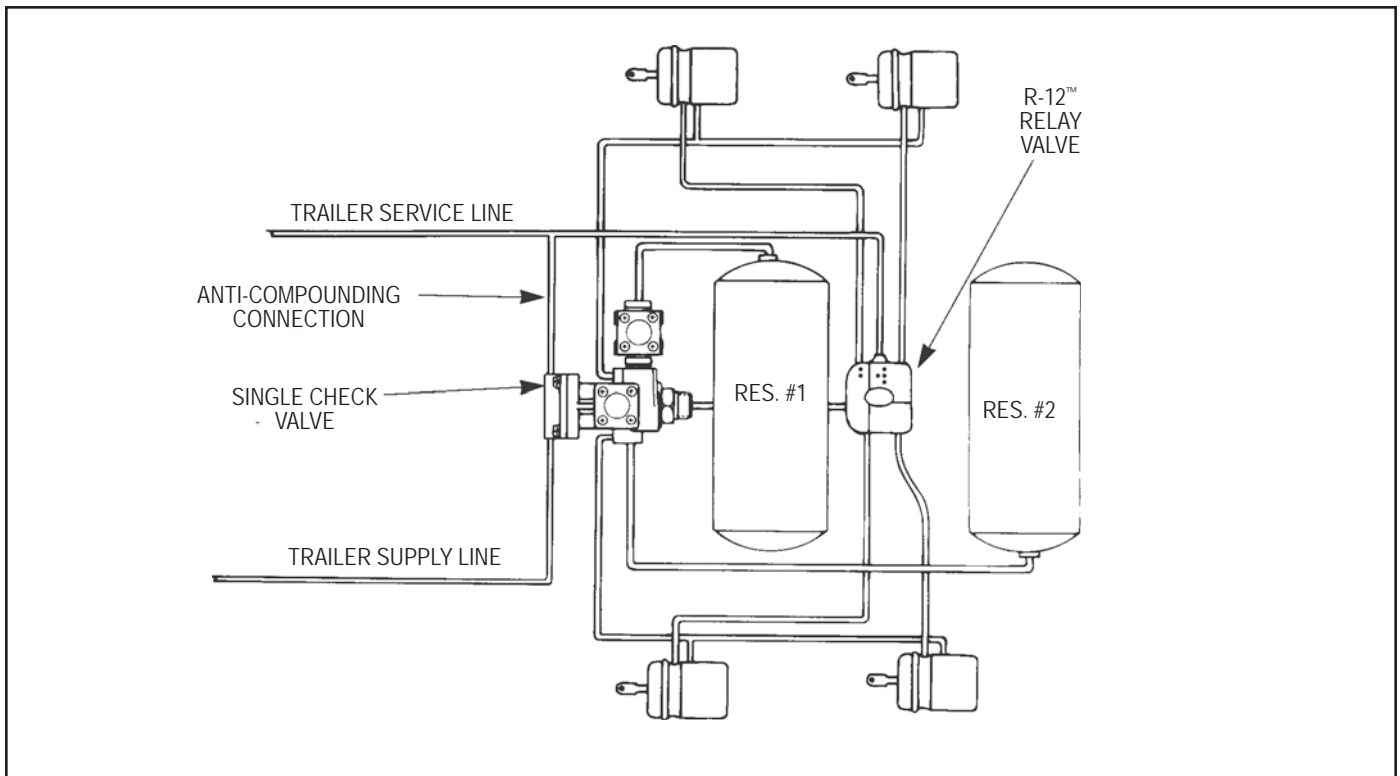 R-12™
RELAY
VALVE
TRAILER SERVICE LINE
ANTI-COMPOUNDING
CONNECTION
SINGLE CHECK
VALVE
RES. #1
RES. #2
TRAILER SUPPLY LINE